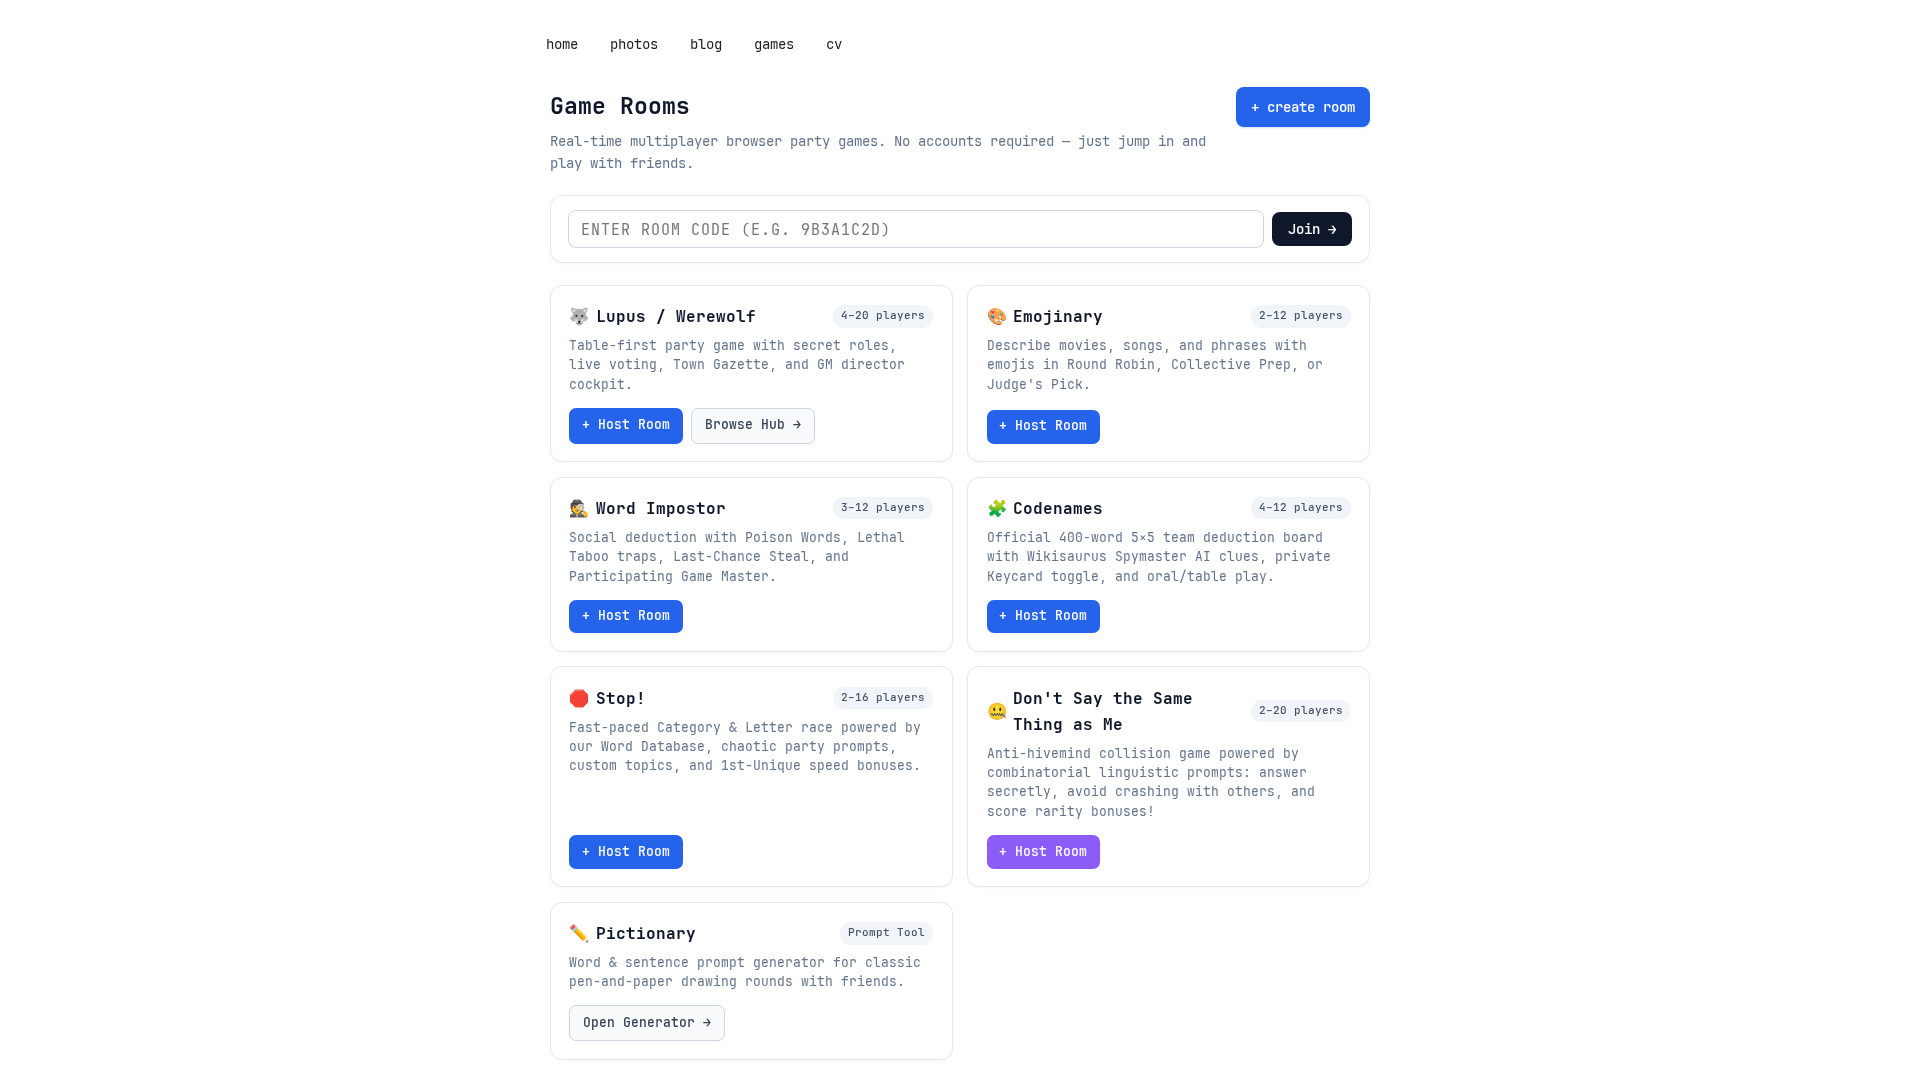 home photos blog games cv
Game Rooms
+ create room
Real-time multiplayer browser party games. No accounts required — just jump in and
play with friends.
ENTER ROOM CODE (E.G. 9B3A1C2D)
Join →
🐺 Lupus / Werewolf
4–20 players
Table-first party game with secret roles,
live voting, Town Gazette, and GM director
cockpit.
+ Host Room
Browse Hub →
🎨 Emojinary
2–12 players
Describe movies, songs, and phrases with
emojis in Round Robin, Collective Prep, or
Judge's Pick.
+ Host Room
🕵️ Word Impostor
3–12 players
Social deduction with Poison Words, Lethal
Taboo traps, Last-Chance Steal, and
Participating Game Master.
+ Host Room
🧩 Codenames
4–12 players
Official 400-word 5×5 team deduction board
with Wikisaurus Spymaster AI clues, private
Keycard toggle, and oral/table play.
+ Host Room
🛑 Stop!
2–16 players
Fast-paced Category & Letter race powered by
our Word Database, chaotic party prompts,
custom topics, and 1st-Unique speed bonuses.
+ Host Room
🤐 Don't Say the Same
Thing as Me
2–20 players
Anti-hivemind collision game powered by
combinatorial linguistic prompts: answer
secretly, avoid crashing with others, and
score rarity bonuses!
+ Host Room
✏️ Pictionary
Prompt Tool
Word & sentence prompt generator for classic
pen-and-paper drawing rounds with friends.
Open Generator →